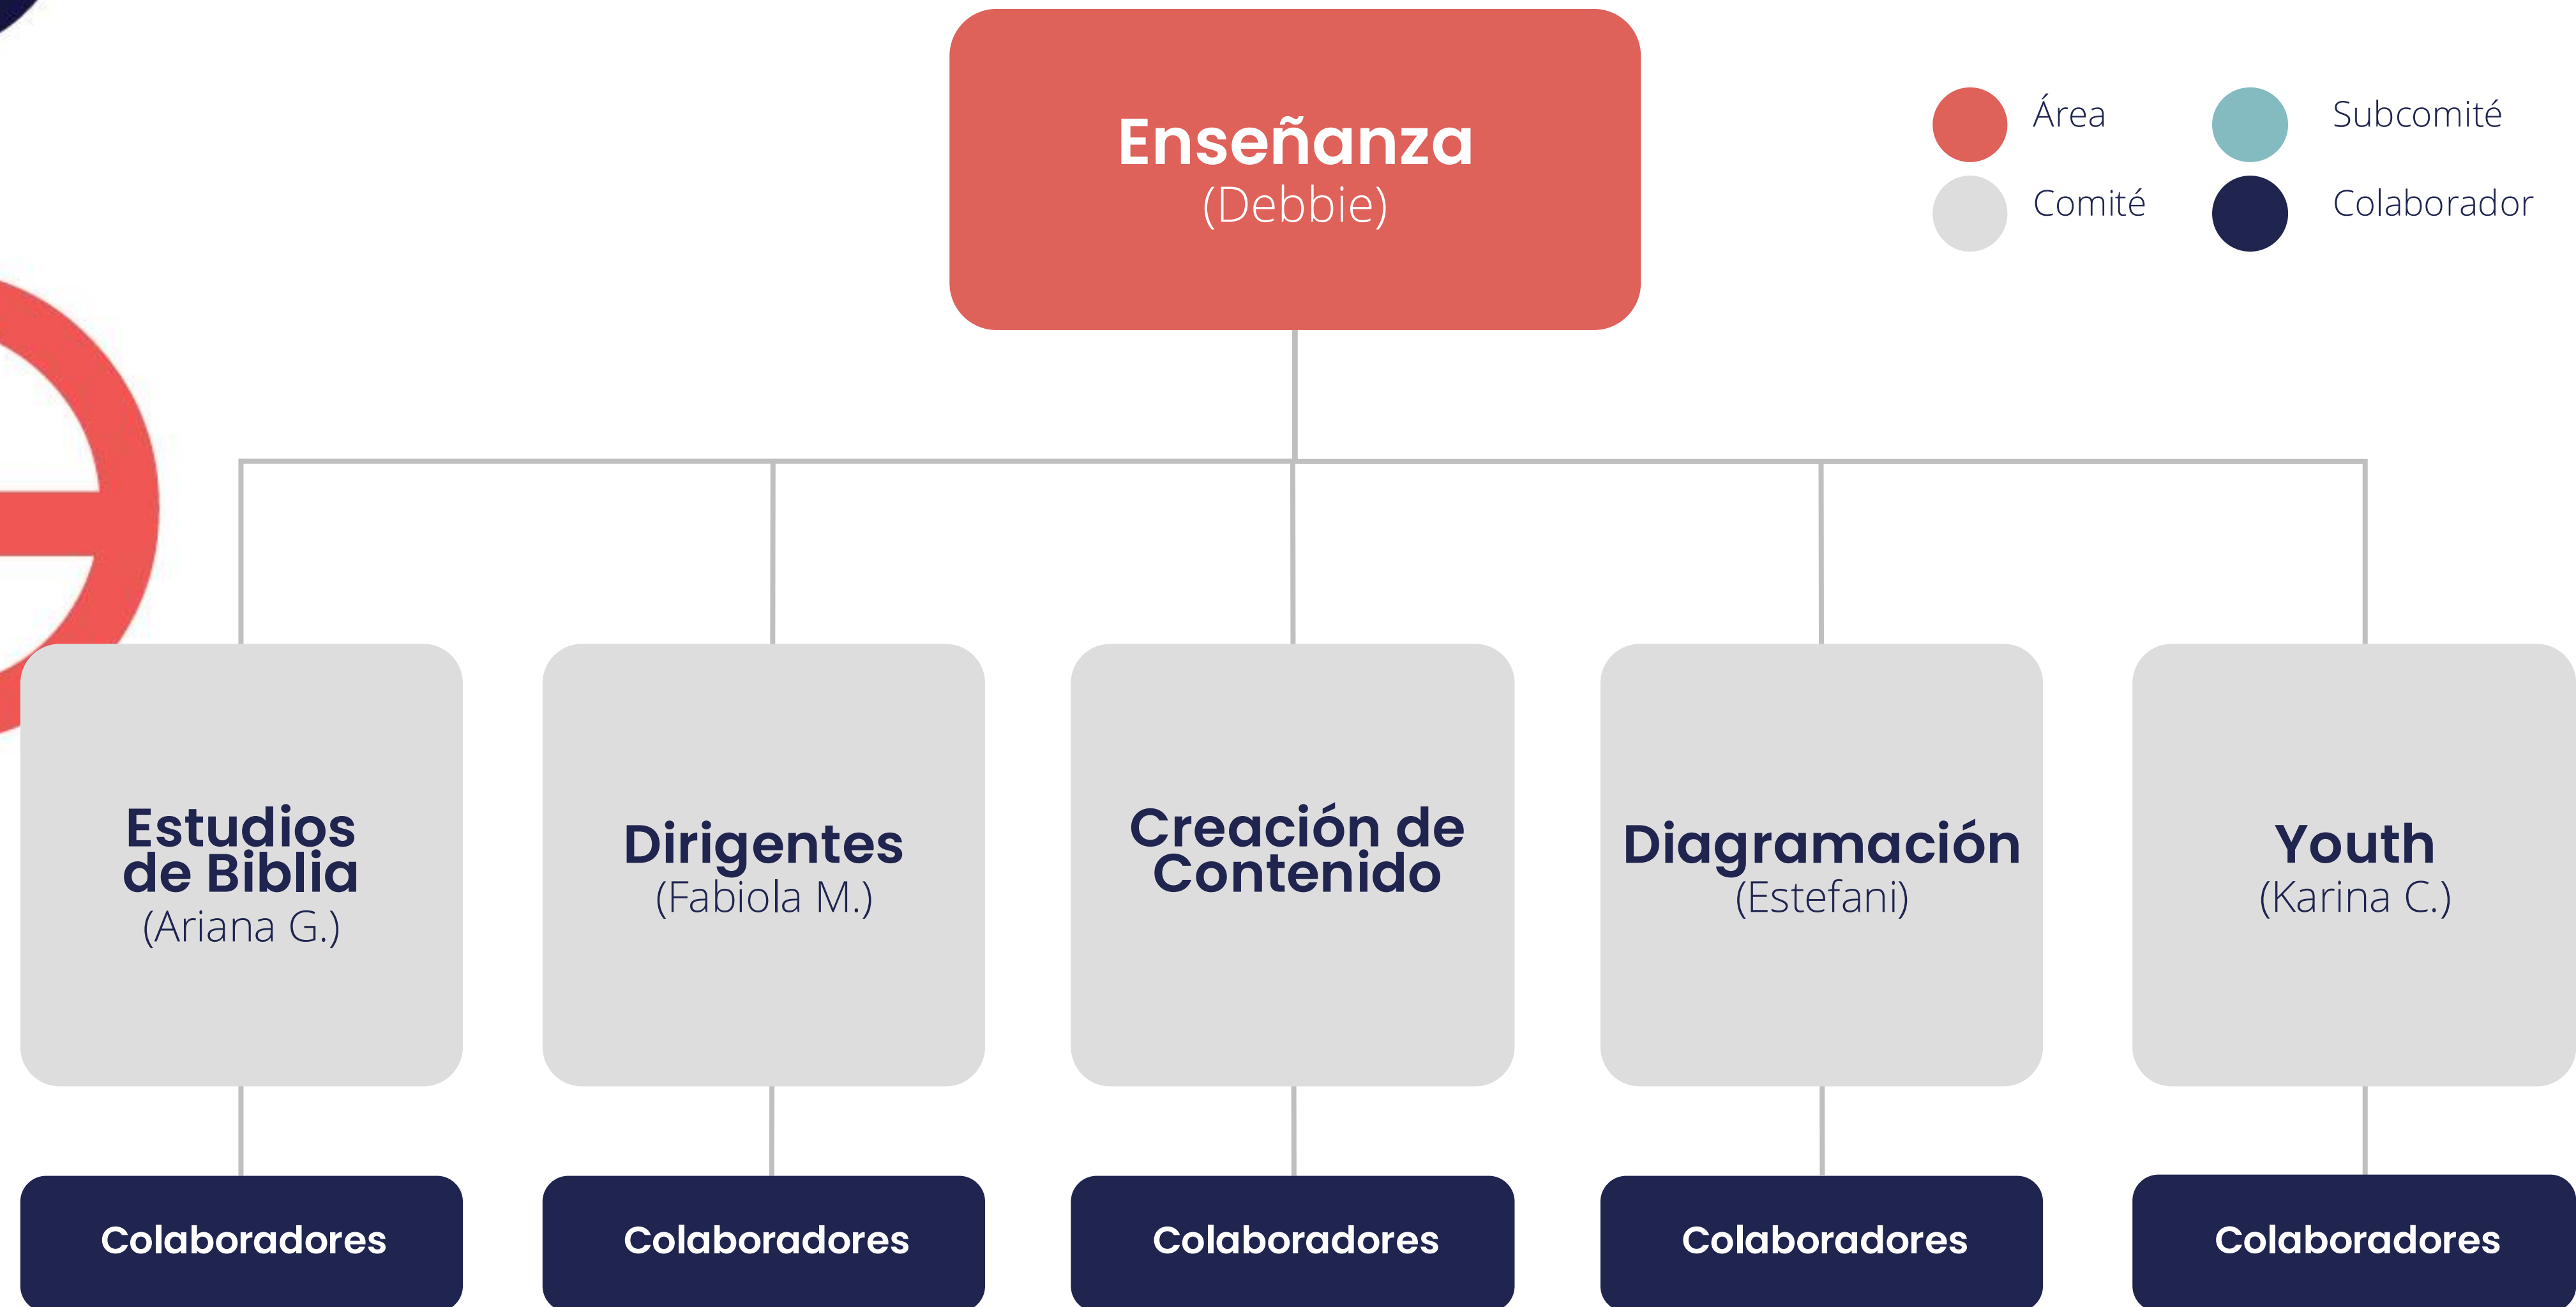 Enseñanza
(Debbie)
Área
Subcomité
Comité
Colaborador
Estudios
de Biblia
(Ariana G.)
Dirigentes
(Fabiola M.)
Creación de
Contenido
Diagramación
(Estefani)
Youth
(Karina C.)
Colaboradores
Colaboradores
Colaboradores
Colaboradores
Colaboradores